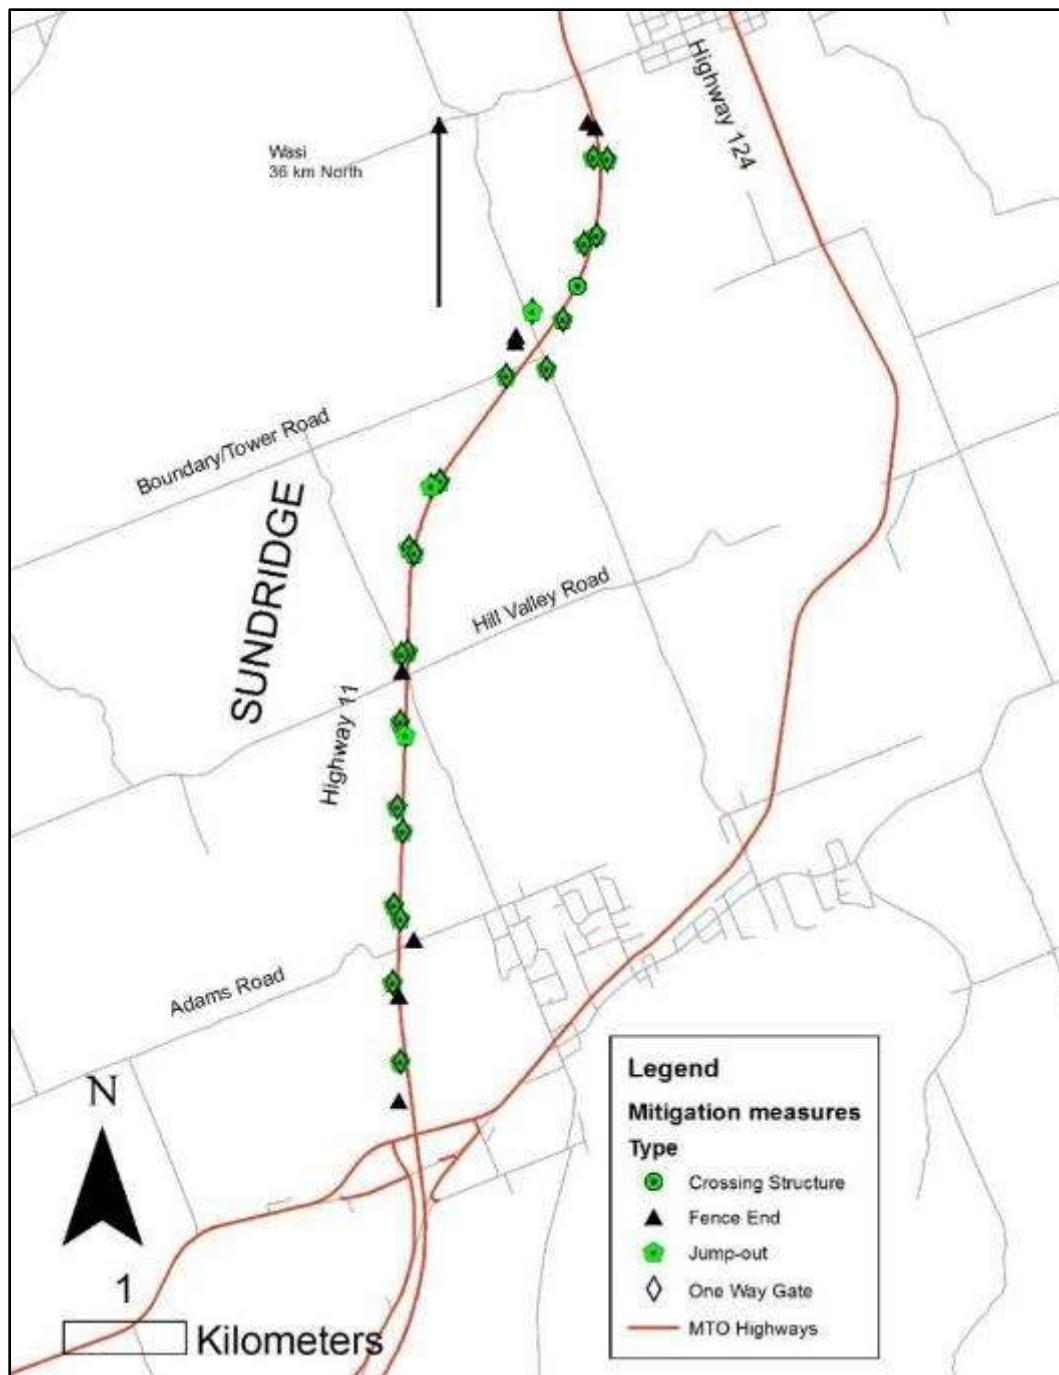 Highway 124
Wasi
36 km North
Boundary/Tower Road
SUNDRIDGE
Hill Valley Road
Highway 11
Adams Road
N
1
Kilometers
Legend
Mitigation measures
Type
Crossing Structure
Fence End
Jump-out
One Way Gate
MTO Highways